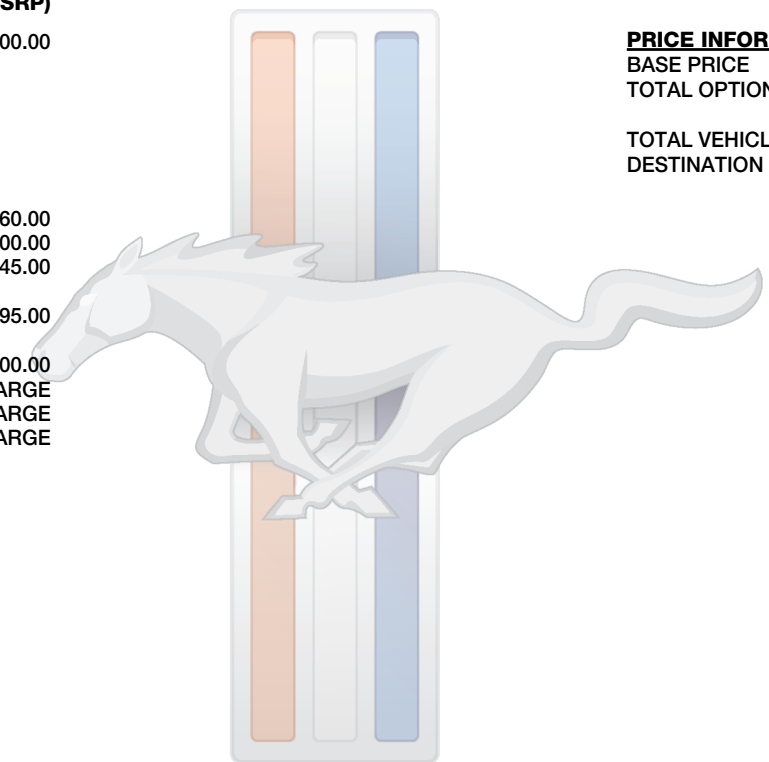 SRP)
00.00
60.00
00.00
45.00
95.00
00.00
ARGE
ARGE
ARGE
PRICE INFOR
BASE PRICE
TOTAL OPTION
TOTAL VEHICL
DESTINATION